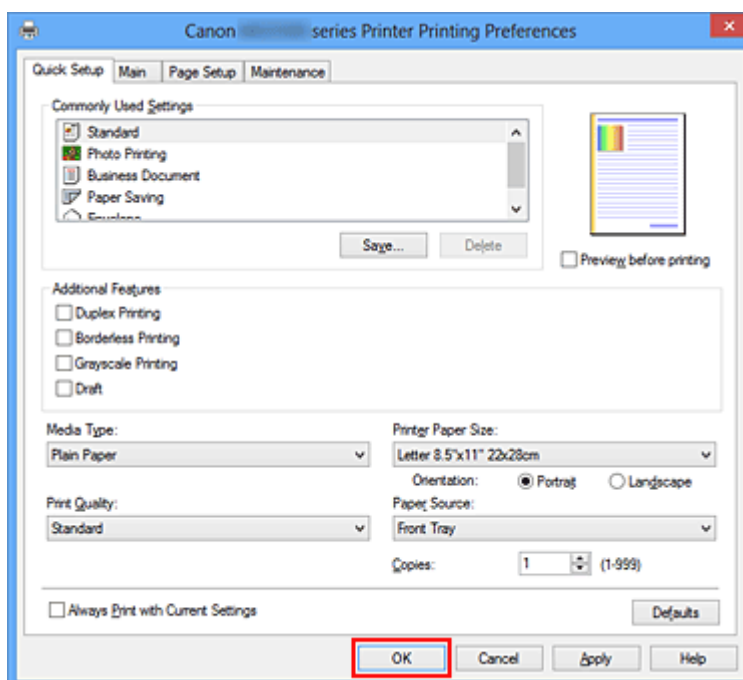 Canon series Printer Printing Preferences
Quick Setup Main Page Setup Maintenance
Commonly Used Settings
Standard
Photo Printing
Business Document
Paper Saving
Envelope
Save... Delete
Preview before printing
Additional Features
Duplex Printing
Borderless Printing
Grayscale Printing
Draft
Media Type: Printer Paper Size:
Plain Paper Letter 8.5"x11" 22x28cm
Orientation: Portrait Landscape
Print Quality: Paper Source:
Standard Front Tray
Copies: 1 (1-999)
Always Print with Current Settings Defaults
OK Cancel Apply Help